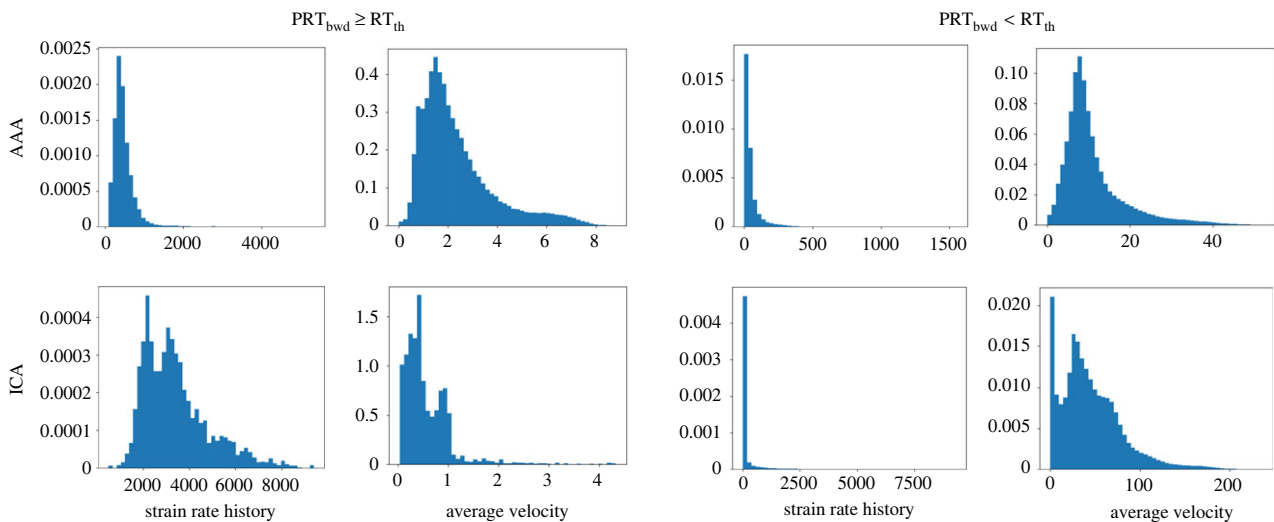 PRT_bwd ≥ RT_th PRT_bwd < RT_th
AAA
0.0025
0.0020
0.0015
0.0010
0.0005
0
0 2000 4000
0.4
0.3
0.2
0.1
0
0 2 4 6 8
0.015
0.010
0.005
0
0 500 1000 1500
0.10
0.08
0.06
0.04
0.02
0
0 20 40
ICA
0.0004
0.0003
0.0002
0.0001
0
2000 4000 6000 8000
strain rate history
1.5
1.0
0.5
0
0 1 2 3 4
average velocity
0.004
0.003
0.002
0.001
0
0 2500 5000 7500
strain rate history
0.020
0.015
0.010
0.005
0
0 100 200
average velocity